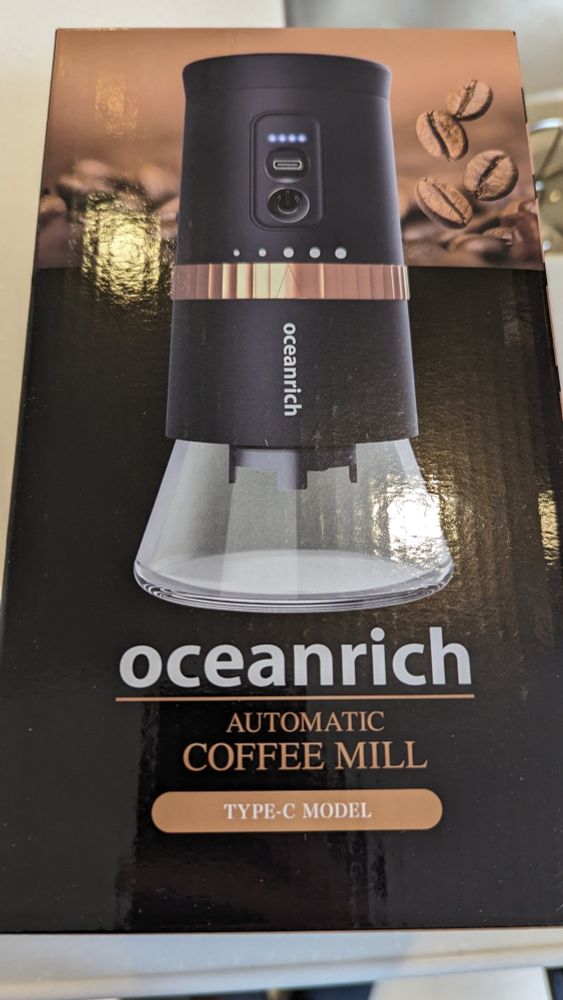 oceanrich
oceanrich
AUTOMATIC
COFFEE MILL
TYPE-C MODEL